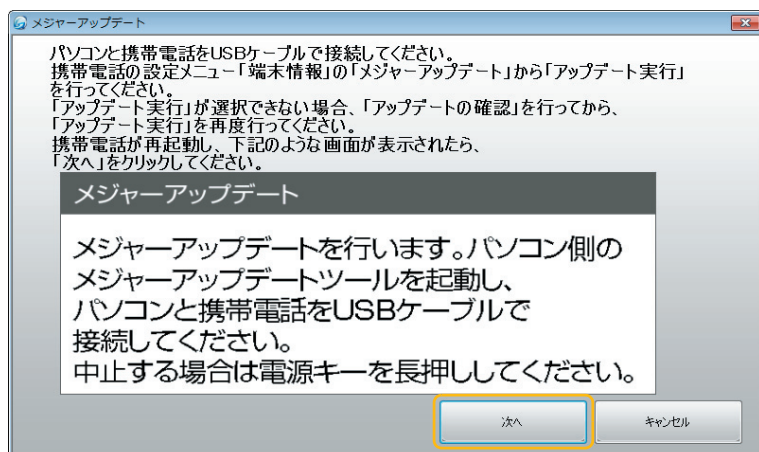 メジャーアップデート
パソコンと携帯電話をUSBケーブルで接続してください。
携帯電話の設定メニュー「端末情報」の「メジャーアップデート」から「アップデート実行」
を行ってください。
「アップデート実行」が選択できない場合、「アップデートの確認」を行ってから、
「アップデート実行」を再度行ってください。
携帯電話が再起動し、下記のような画面が表示されたら、
「次へ」をクリックしてください。
メジャーアップデート
メジャーアップデートを行います。パソコン側の
メジャーアップデートツールを起動し、
パソコンと携帯電話をUSBケーブルで
接続してください。
中止する場合は電源キーを長押ししてください。
次へ
キャンセル